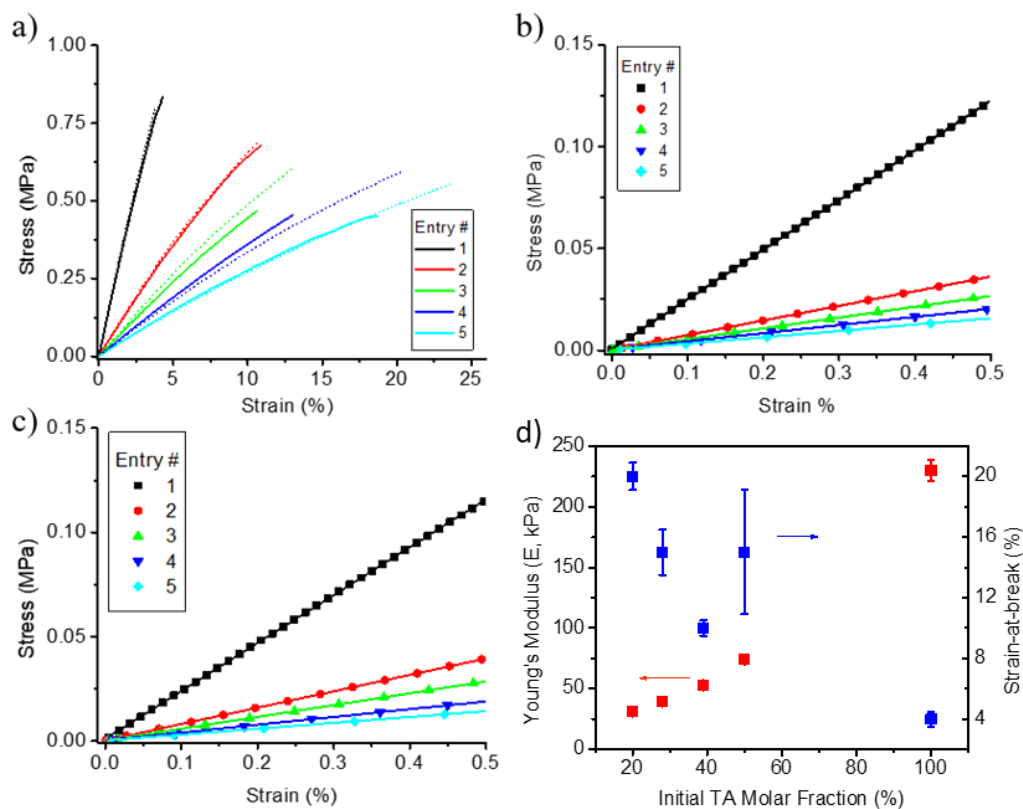 a)
1.00
0.75
0.50
0.25
0.00
Stress (MPa)
0 5 10 15 20 25
Strain (%)
Entry #
1
2
3
4
5
b)
0.15
0.10
0.05
0.00
Stress (MPa)
0.0 0.1 0.2 0.3 0.4 0.5
Strain %
Entry #
1
2
3
4
5
c)
0.15
0.10
0.05
0.00
Stress (MPa)
0.0 0.1 0.2 0.3 0.4 0.5
Strain (%)
Entry #
1
2
3
4
5
d)
250
225
200
175
150
125
100
75
50
25
0
Young's Modulus (E, kPa)
20
16
12
8
4
Strain-at-break (%)
20 40 60 80 100
Initial TA Molar Fraction (%)